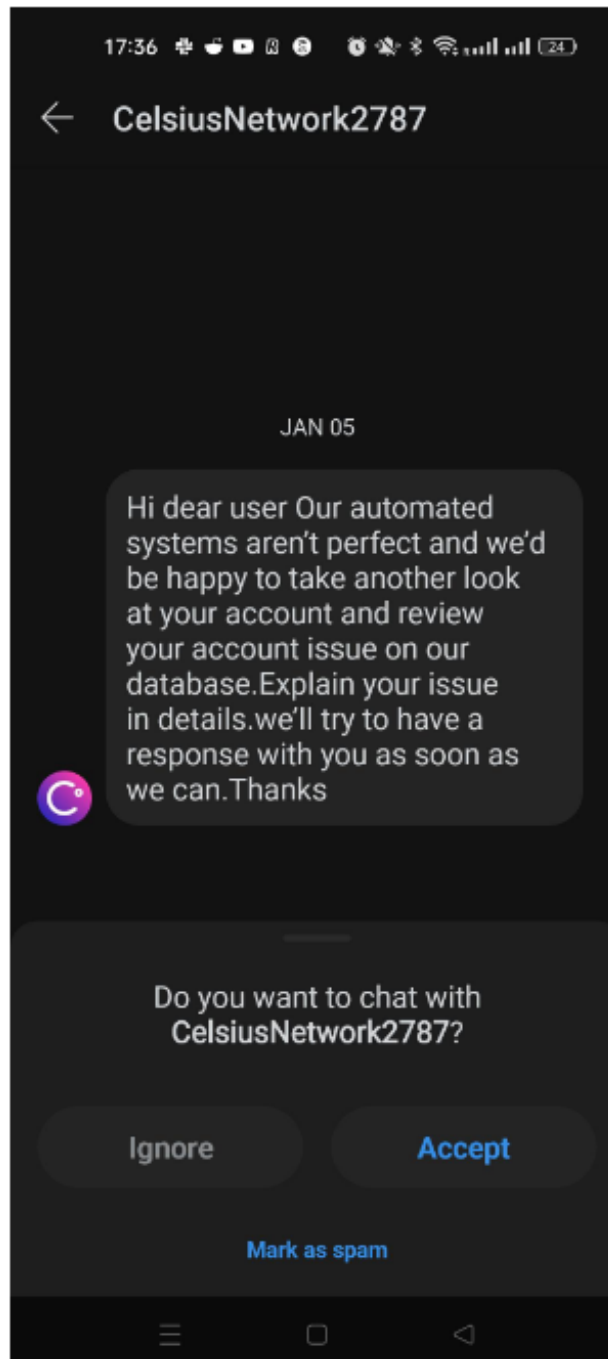 17:36
24
CelsiusNetwork2787
JAN 05
Hi dear user Our automated
systems aren't perfect and we'd
be happy to take another look
at your account and review
your account issue on our
database.Explain your issue
in details.we'll try to have a
response with you as soon as
we can.Thanks
Do you want to chat with
CelsiusNetwork2787?
Ignore
Accept
Mark as spam